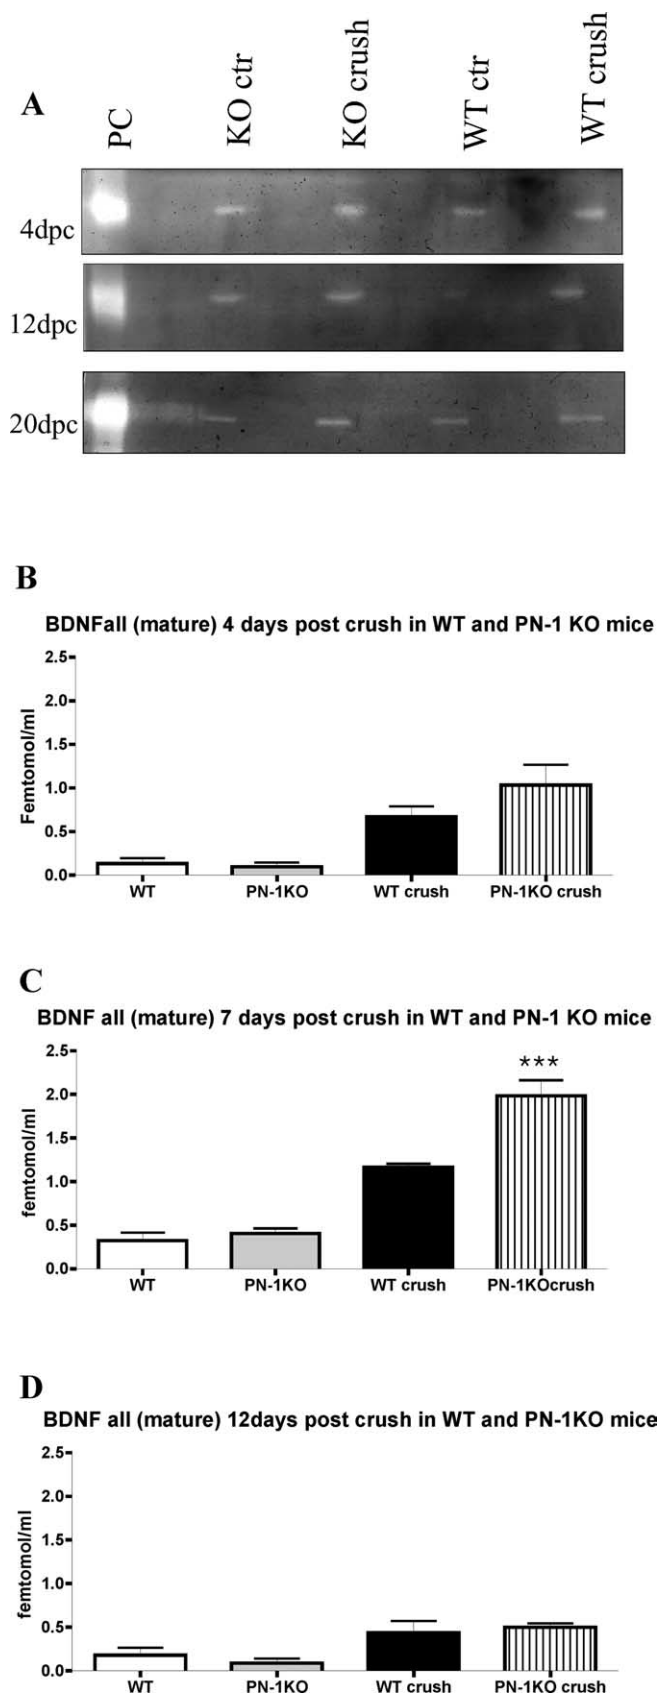 A
PC
KO ctr
KO crush
WT ctr
WT crush
4dpc
12dpc
20dpc
B
BDNFall (mature) 4 days post crush in WT and PN-1 KO mice
Femtomol/ml
2.5
2.0
1.5
1.0
0.5
0.0
WT PN-1KO WT crush PN-1KO crush
C
BDNF all (mature) 7 days post crush in WT and PN-1 KO mice
femtomol/ml
2.5
2.0
1.5
1.0
0.5
0.0
***
WT PN-1KO WT crush PN-1KOcrush
D
BDNF all (mature) 12days post crush in WT and PN-1KO mice
femtomol/ml
2.5
2.0
1.5
1.0
0.5
0.0
WT PN-1KO WT crush PN-1KO crush